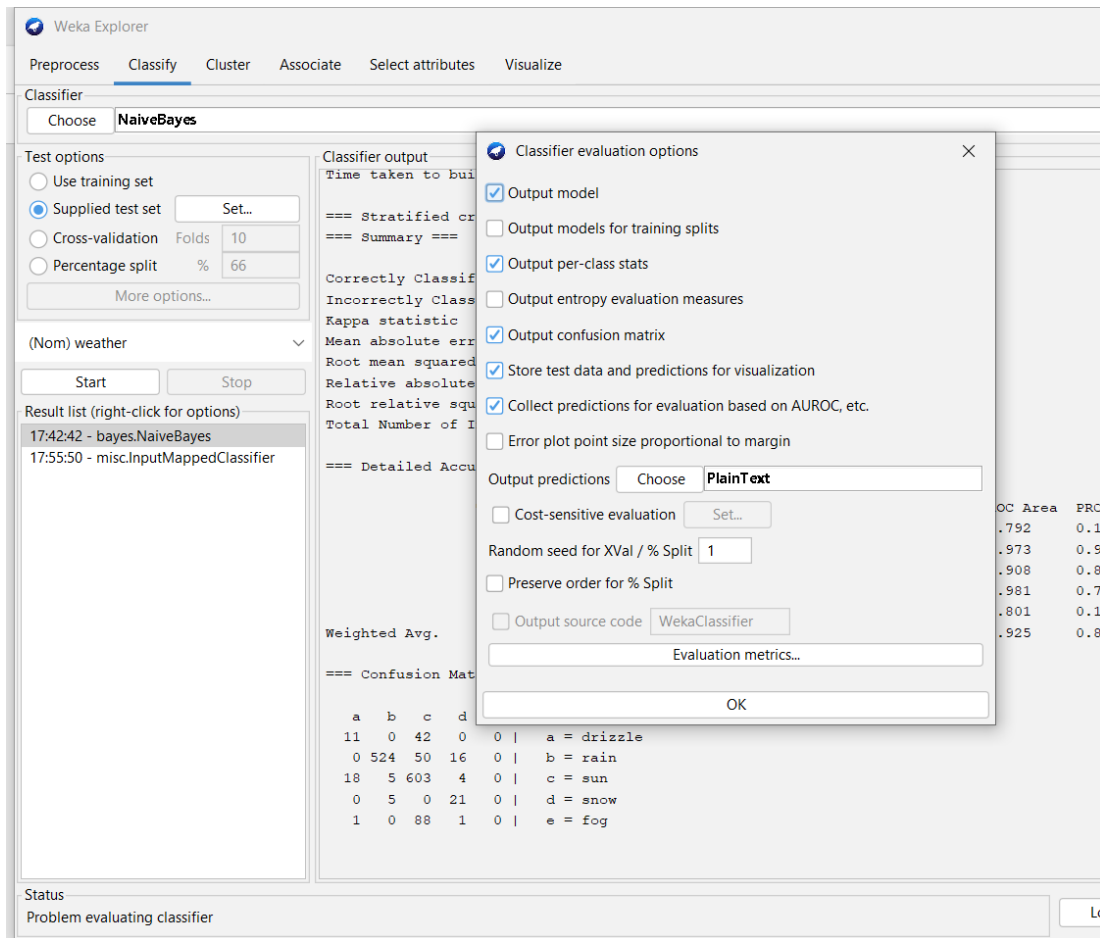 Weka Explorer
Preprocess Classify Cluster Associate Select attributes Visualize
Classifier
Choose NaiveBayes
Test options
Use training set
Supplied test set Set...
Cross-validation Folds 10
Percentage split % 66
More options...
(Nom) weather
Start Stop
Result list (right-click for options)
17:42:42 - bayes.NaiveBayes
17:55:50 - misc.InputMappedClassifier
Classifier output
Time taken to bui
=== Stratified cr
=== Summary ===
Correctly Classif
Incorrectly Class
Kappa statistic
Mean absolute err
Root mean squared
Relative absolute
Root relative squ
Total Number of I
=== Detailed Accu
OC Area PRC
.792 0.1
.973 0.9
.908 0.8
.981 0.7
.801 0.1
Weighted Avg. .925 0.8
=== Confusion Mat
a b c d
11 0 42 0 0 | a = drizzle
0 524 50 16 0 | b = rain
18 5 603 4 0 | c = sun
0 5 0 21 0 | d = snow
1 0 88 1 0 | e = fog
Classifier evaluation options
Output model
Output models for training splits
Output per-class stats
Output entropy evaluation measures
Output confusion matrix
Store test data and predictions for visualization
Collect predictions for evaluation based on AUROC, etc.
Error plot point size proportional to margin
Output predictions Choose PlainText
Cost-sensitive evaluation Set...
Random seed for XVal / % Split 1
Preserve order for % Split
Output source code WekaClassifier
Evaluation metrics...
OK
Status
Problem evaluating classifier
Lo